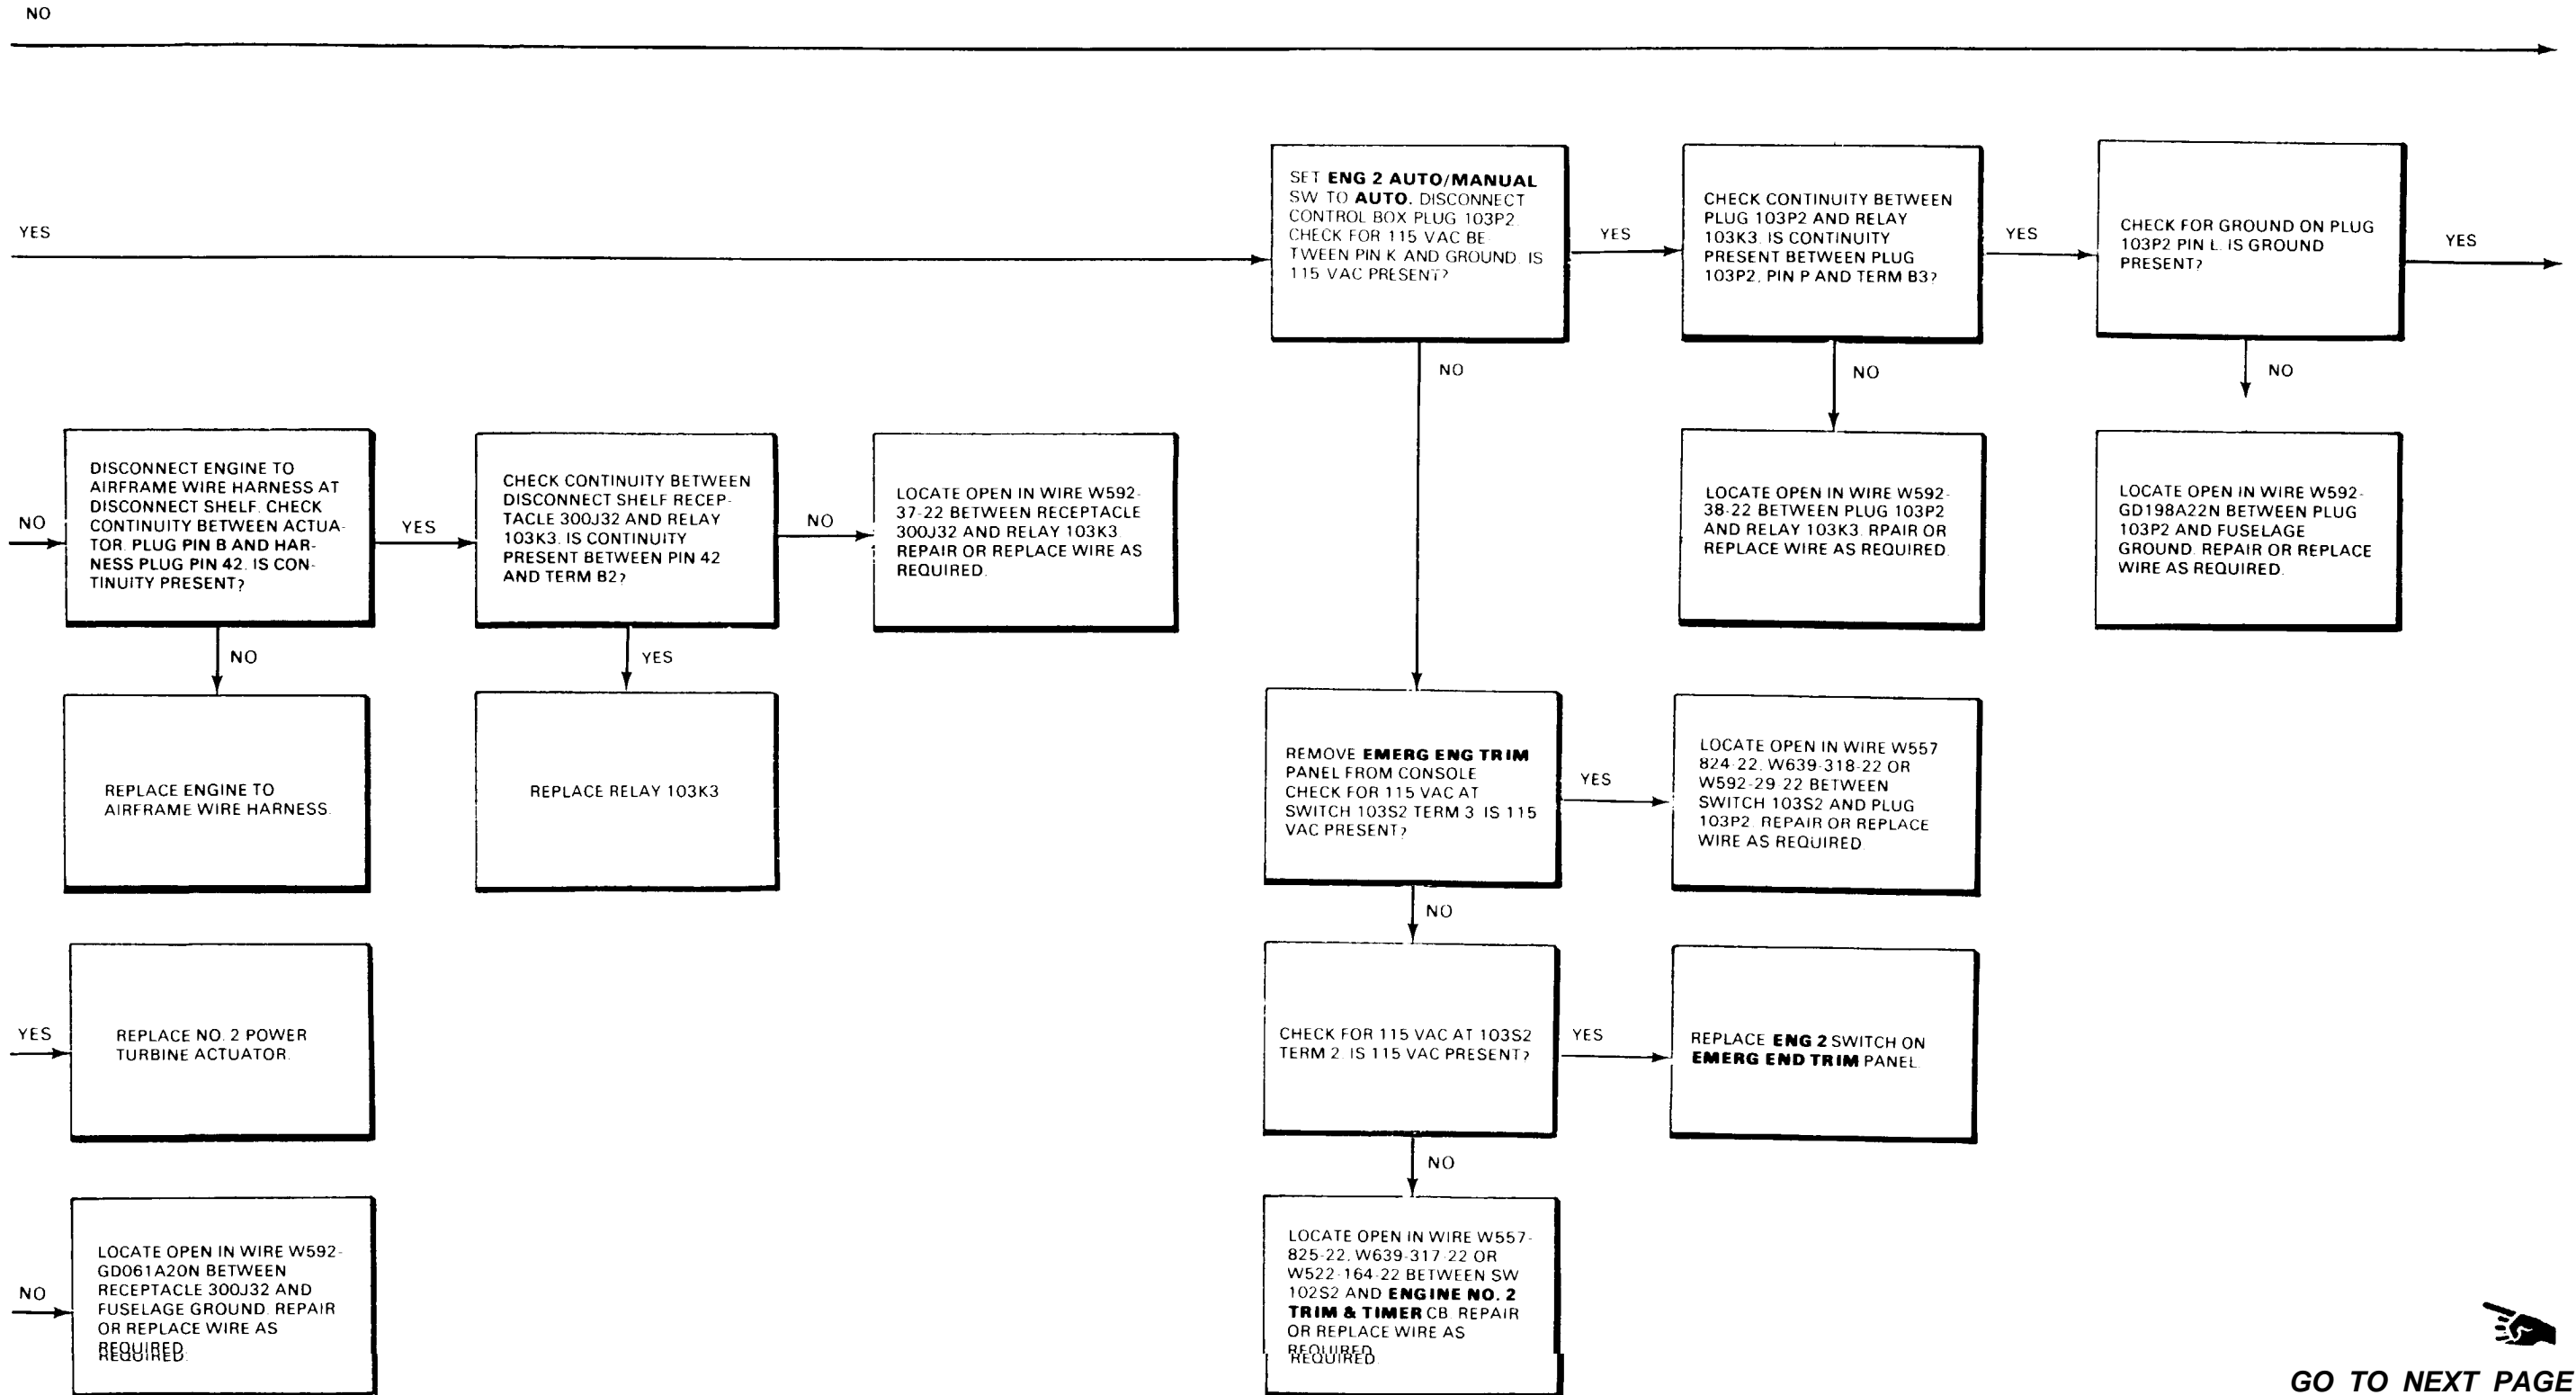 NO
SET ENG 2 AUTO/MANUAL
SW TO AUTO. DISCONNECT
CONTROL BOX PLUG 103P2.
CHECK FOR 115 VAC BE
TWEEN PIN K AND GROUND. IS
115 VAC PRESENT?
CHECK CONTINUITY BETWEEN
PLUG 103P2 AND RELAY
103K3. IS CONTINUITY
PRESENT BETWEEN PLUG
103P2, PIN P AND TERM B3?
CHECK FOR GROUND ON PLUG
103P2 PIN L. IS GROUND
PRESENT?
YES
YES
YES
YES
NO
NO
NO
DISCONNECT ENGINE TO
AIRFRAME WIRE HARNESS AT
DISCONNECT SHELF. CHECK
CONTINUITY BETWEEN ACTUA-
TOR. PLUG PIN B AND HAR-
NESS PLUG PIN 42. IS CON-
TINUITY PRESENT?
CHECK CONTINUITY BETWEEN
DISCONNECT SHELF RECEP-
TACLE 300J32 AND RELAY
103K3. IS CONTINUITY
PRESENT BETWEEN PIN 42
AND TERM B2?
LOCATE OPEN IN WIRE W592-
37-22 BETWEEN RECEPTACLE
300J32 AND RELAY 103K3.
REPAIR OR REPLACE WIRE AS
REQUIRED.
LOCATE OPEN IN WIRE W592-
38-22 BETWEEN PLUG 103P2
AND RELAY 103K3. RPAIR OR
REPLACE WIRE AS REQUIRED.
LOCATE OPEN IN WIRE W592-
GD198A22N BETWEEN PLUG
103P2 AND FUSELAGE
GROUND. REPAIR OR REPLACE
WIRE AS REQUIRED.
NO
YES
NO
NO
YES
REPLACE ENGINE TO
AIRFRAME WIRE HARNESS.
REPLACE RELAY 103K3
REMOVE EMERG ENG TRIM
PANEL FROM CONSOLE
CHECK FOR 115 VAC AT
SWITCH 103S2 TERM 3. IS 115
VAC PRESENT?
YES
LOCATE OPEN IN WIRE W557
824-22, W639-318-22 OR
W592-29-22 BETWEEN
SWITCH 103S2 AND PLUG
103P2. REPAIR OR REPLACE
WIRE AS REQUIRED.
NO
YES
REPLACE NO. 2 POWER
TURBINE ACTUATOR.
CHECK FOR 115 VAC AT 103S2
TERM 2. IS 115 VAC PRESENT?
YES
REPLACE ENG 2 SWITCH ON
EMERG END TRIM PANEL.
NO
NO
LOCATE OPEN IN WIRE W592-
GD061A20N BETWEEN
RECEPTACLE 300J32 AND
FUSELAGE GROUND. REPAIR
OR REPLACE WIRE AS
REQUIRED.
REQUIRED.
LOCATE OPEN IN WIRE W557-
825-22, W639-317-22 OR
W522-164-22 BETWEEN SW
102S2 AND ENGINE NO. 2
TRIM & TIMER CB. REPAIR
OR REPLACE WIRE AS
REQUIRED
REQUIRED
GO TO NEXT PAGE